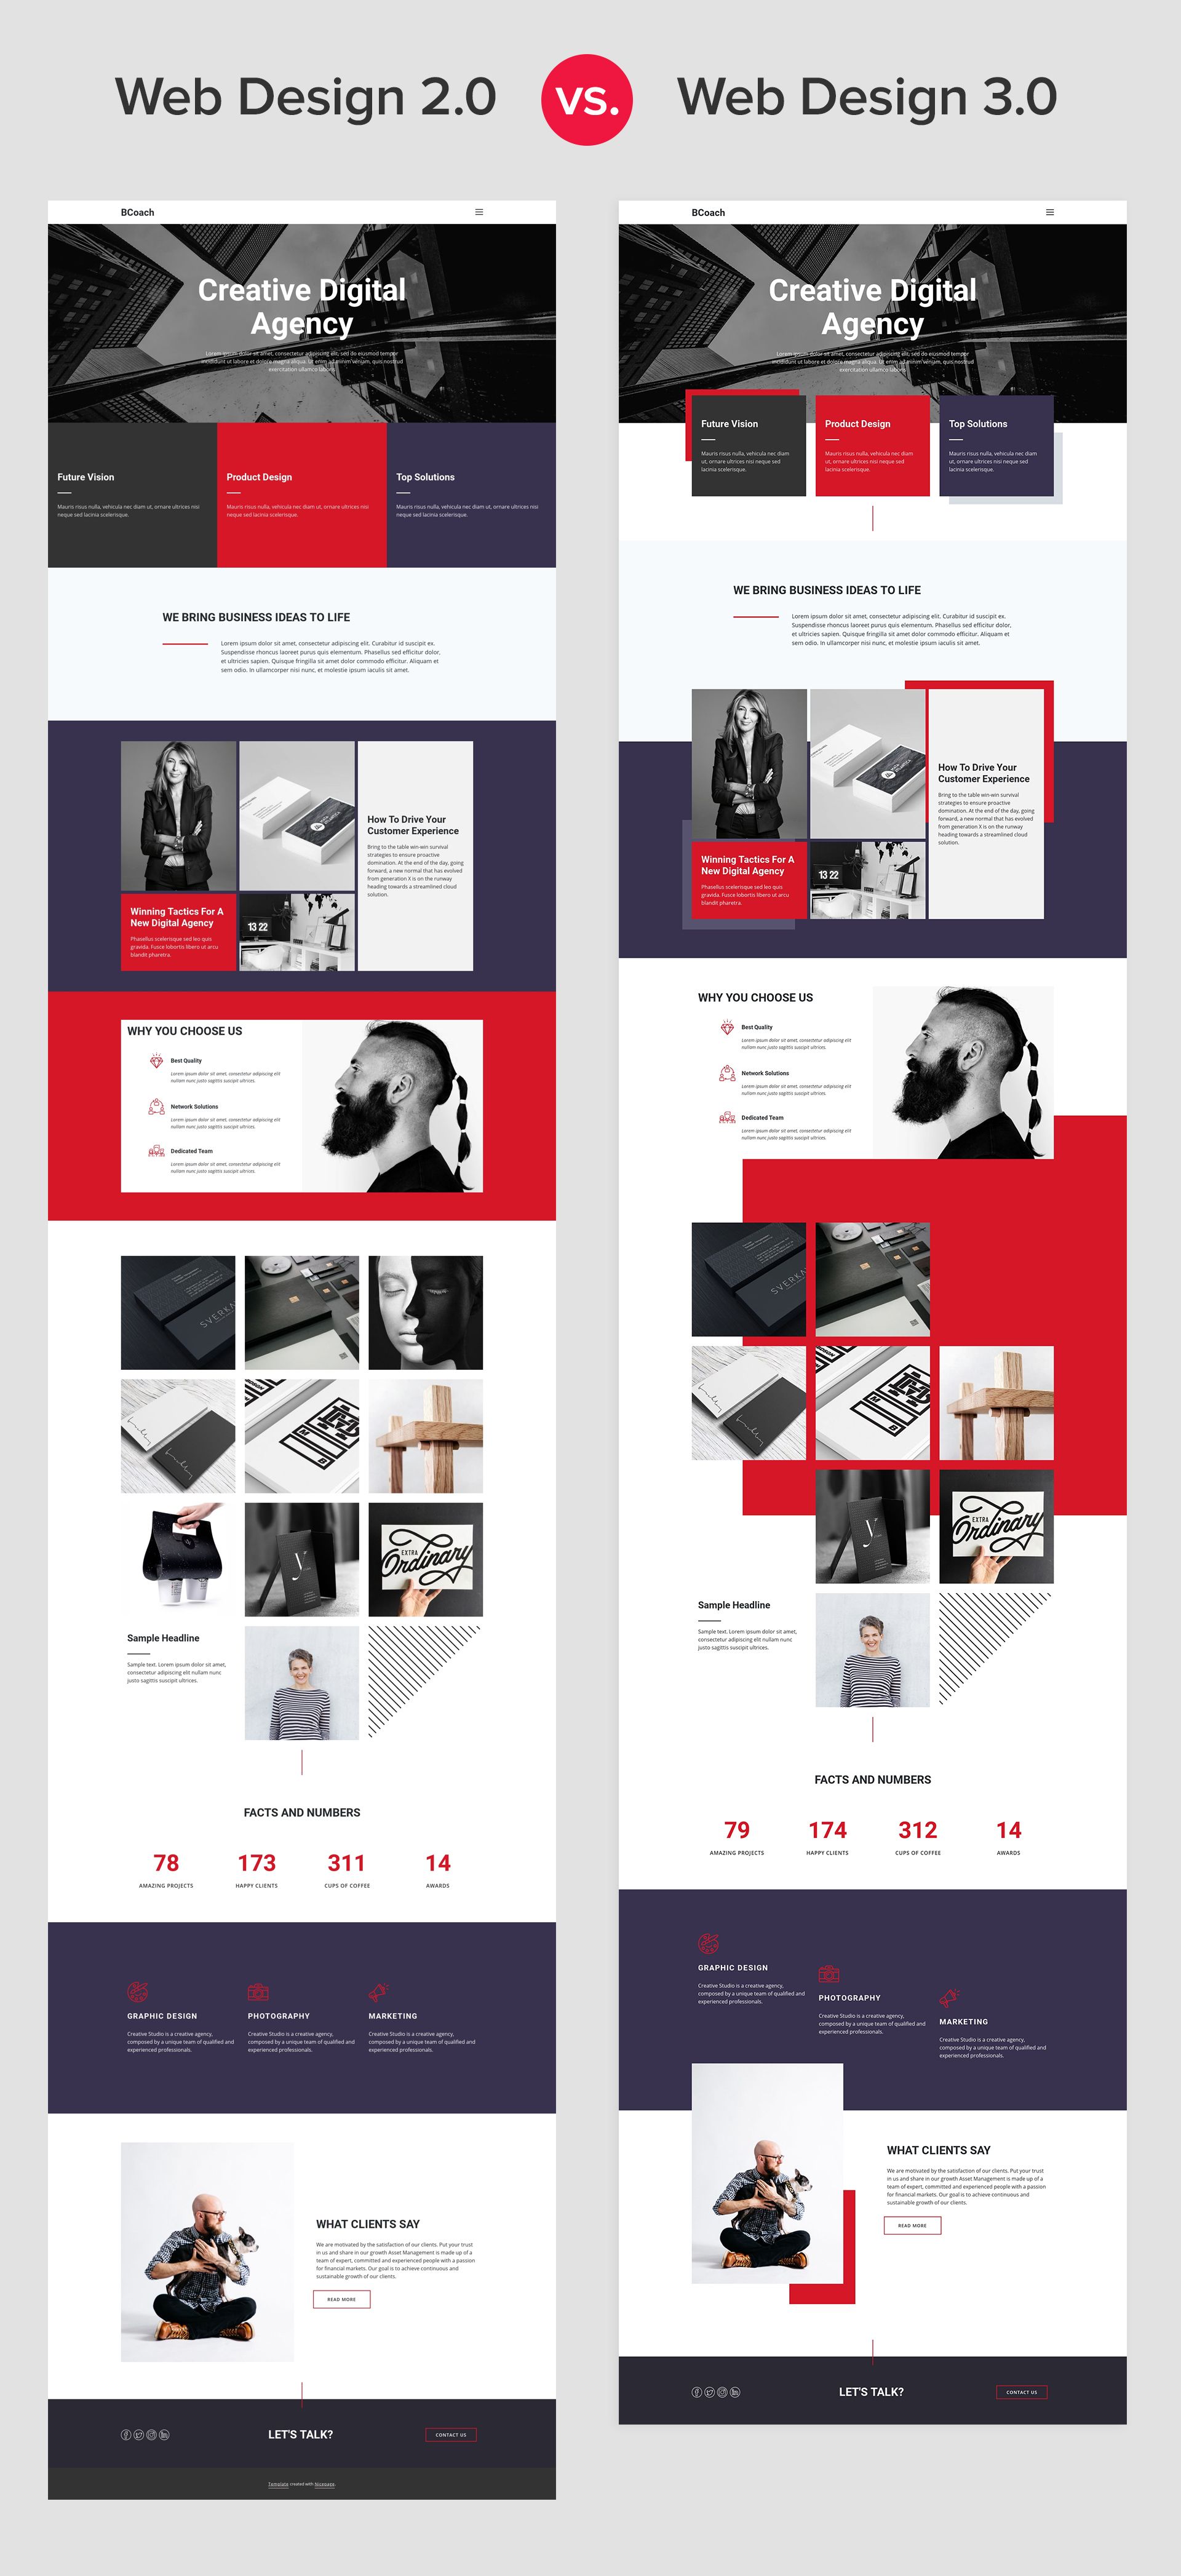 Web Design 2.0
vs.
Web Design 3.0
BCoach
Creative Digital
Agency
Lorem ipsum dolor sit amet, consectetur adipiscing elit, sed do eiusmod tempor
incididunt ut labore et dolore magna aliqua. Ut enim ad minim veniam, quis nostrud
exercitation ullamco laboris
Future Vision
Mauris risus nulla, vehicula nec diam ut, ornare ultrices nisi
neque sed lacinia scelerisque.
Product Design
Mauris risus nulla, vehicula nec diam ut, ornare ultrices nisi
neque sed lacinia scelerisque.
Top Solutions
Mauris risus nulla, vehicula nec diam ut, ornare ultrices nisi
neque sed lacinia scelerisque.
WE BRING BUSINESS IDEAS TO LIFE
Lorem ipsum dolor sit amet, consectetur adipiscing elit. Curabitur id suscipit ex.
Suspendisse rhoncus laoreet purus quis elementum. Phasellus sed efficitur dolor,
et ultricies sapien. Quisque fringilla sit amet dolor commodo efficitur. Aliquam et
sem odio. In ullamcorper nisi nunc, et molestie ipsum iaculis sit amet.
How To Drive Your
Customer Experience
Bring to the table win-win survival
strategies to ensure proactive
domination. At the end of the day, going
forward, a new normal that has evolved
from generation X is on the runway
heading towards a streamlined cloud
solution.
Winning Tactics For A
New Digital Agency
Phasellus scelerisque sed leo quis
gravida. Fusce lobortis libero ut arcu
blandit pharetra.
13 22
WHY YOU CHOOSE US
Best Quality
Lorem ipsum dolor sit amet, consectetur adipiscing elit
nullam nunc justo sagittis suscipit ultrices.
Network Solutions
Lorem ipsum dolor sit amet, consectetur adipiscing elit
nullam nunc justo sagittis suscipit ultrices.
Dedicated Team
Lorem ipsum dolor sit amet, consectetur adipiscing elit
nullam nunc justo sagittis suscipit ultrices.
SVERKA
EXTRA
Ordinary
Sample Headline
Sample text. Lorem ipsum dolor sit amet,
consectetur adipiscing elit nullam nunc
justo sagittis suscipit ultrices.
FACTS AND NUMBERS
78
AMAZING PROJECTS
173
HAPPY CLIENTS
311
CUPS OF COFFEE
14
AWARDS
GRAPHIC DESIGN
Creative Studio is a creative agency,
composed by a unique team of qualified and
experienced professionals.
PHOTOGRAPHY
Creative Studio is a creative agency,
composed by a unique team of qualified and
experienced professionals.
MARKETING
Creative Studio is a creative agency,
composed by a unique team of qualified and
experienced professionals.
WHAT CLIENTS SAY
We are motivated by the satisfaction of our clients. Put your trust
in us and share in our growth Asset Management is made up of a
team of expert, committed and experienced people with a passion
for financial markets. Our goal is to achieve continuous and
sustainable growth of our clients.
READ MORE
LET'S TALK?
CONTACT US
Template created with Nicepage.
BCoach
Creative Digital
Agency
Lorem ipsum dolor sit amet, consectetur adipiscing elit, sed do eiusmod tempor
incididunt ut labore et dolore magna aliqua. Ut enim ad minim veniam, quis nostrud
exercitation ullamco laboris
Future Vision
Mauris risus nulla, vehicula nec diam
ut, ornare ultrices nisi neque sed
lacinia scelerisque.
Product Design
Mauris risus nulla, vehicula nec diam
ut, ornare ultrices nisi neque sed
lacinia scelerisque.
Top Solutions
Mauris risus nulla, vehicula nec diam
ut, ornare ultrices nisi neque sed
lacinia scelerisque.
WE BRING BUSINESS IDEAS TO LIFE
Lorem ipsum dolor sit amet, consectetur adipiscing elit. Curabitur id suscipit ex.
Suspendisse rhoncus laoreet purus quis elementum. Phasellus sed efficitur dolor,
et ultricies sapien. Quisque fringilla sit amet dolor commodo efficitur. Aliquam et
sem odio. In ullamcorper nisi nunc, et molestie ipsum iaculis sit amet.
How To Drive Your
Customer Experience
Bring to the table win-win survival
strategies to ensure proactive
domination. At the end of the day, going
forward, a new normal that has evolved
from generation X is on the runway
heading towards a streamlined cloud
solution.
Winning Tactics For A
New Digital Agency
Phasellus scelerisque sed leo quis
gravida. Fusce lobortis libero ut arcu
blandit pharetra.
13 22
WHY YOU CHOOSE US
Best Quality
Lorem ipsum dolor sit amet, consectetur adipiscing elit
nullam nunc justo sagittis suscipit ultrices.
Network Solutions
Lorem ipsum dolor sit amet, consectetur adipiscing elit
nullam nunc justo sagittis suscipit ultrices.
Dedicated Team
Lorem ipsum dolor sit amet, consectetur adipiscing elit
nullam nunc justo sagittis suscipit ultrices.
SVERKA
EXTRA
Ordinary
Sample Headline
Sample text. Lorem ipsum dolor sit amet,
consectetur adipiscing elit nullam nunc
justo sagittis suscipit ultrices.
FACTS AND NUMBERS
79
AMAZING PROJECTS
174
HAPPY CLIENTS
312
CUPS OF COFFEE
14
AWARDS
GRAPHIC DESIGN
Creative Studio is a creative agency,
composed by a unique team of qualified and
experienced professionals.
PHOTOGRAPHY
Creative Studio is a creative agency,
composed by a unique team of qualified and
experienced professionals.
MARKETING
Creative Studio is a creative agency,
composed by a unique team of qualified and
experienced professionals.
WHAT CLIENTS SAY
We are motivated by the satisfaction of our clients. Put your trust
in us and share in our growth Asset Management is made up of a
team of expert, committed and experienced people with a passion
for financial markets. Our goal is to achieve continuous and
sustainable growth of our clients.
READ MORE
LET'S TALK?
CONTACT US